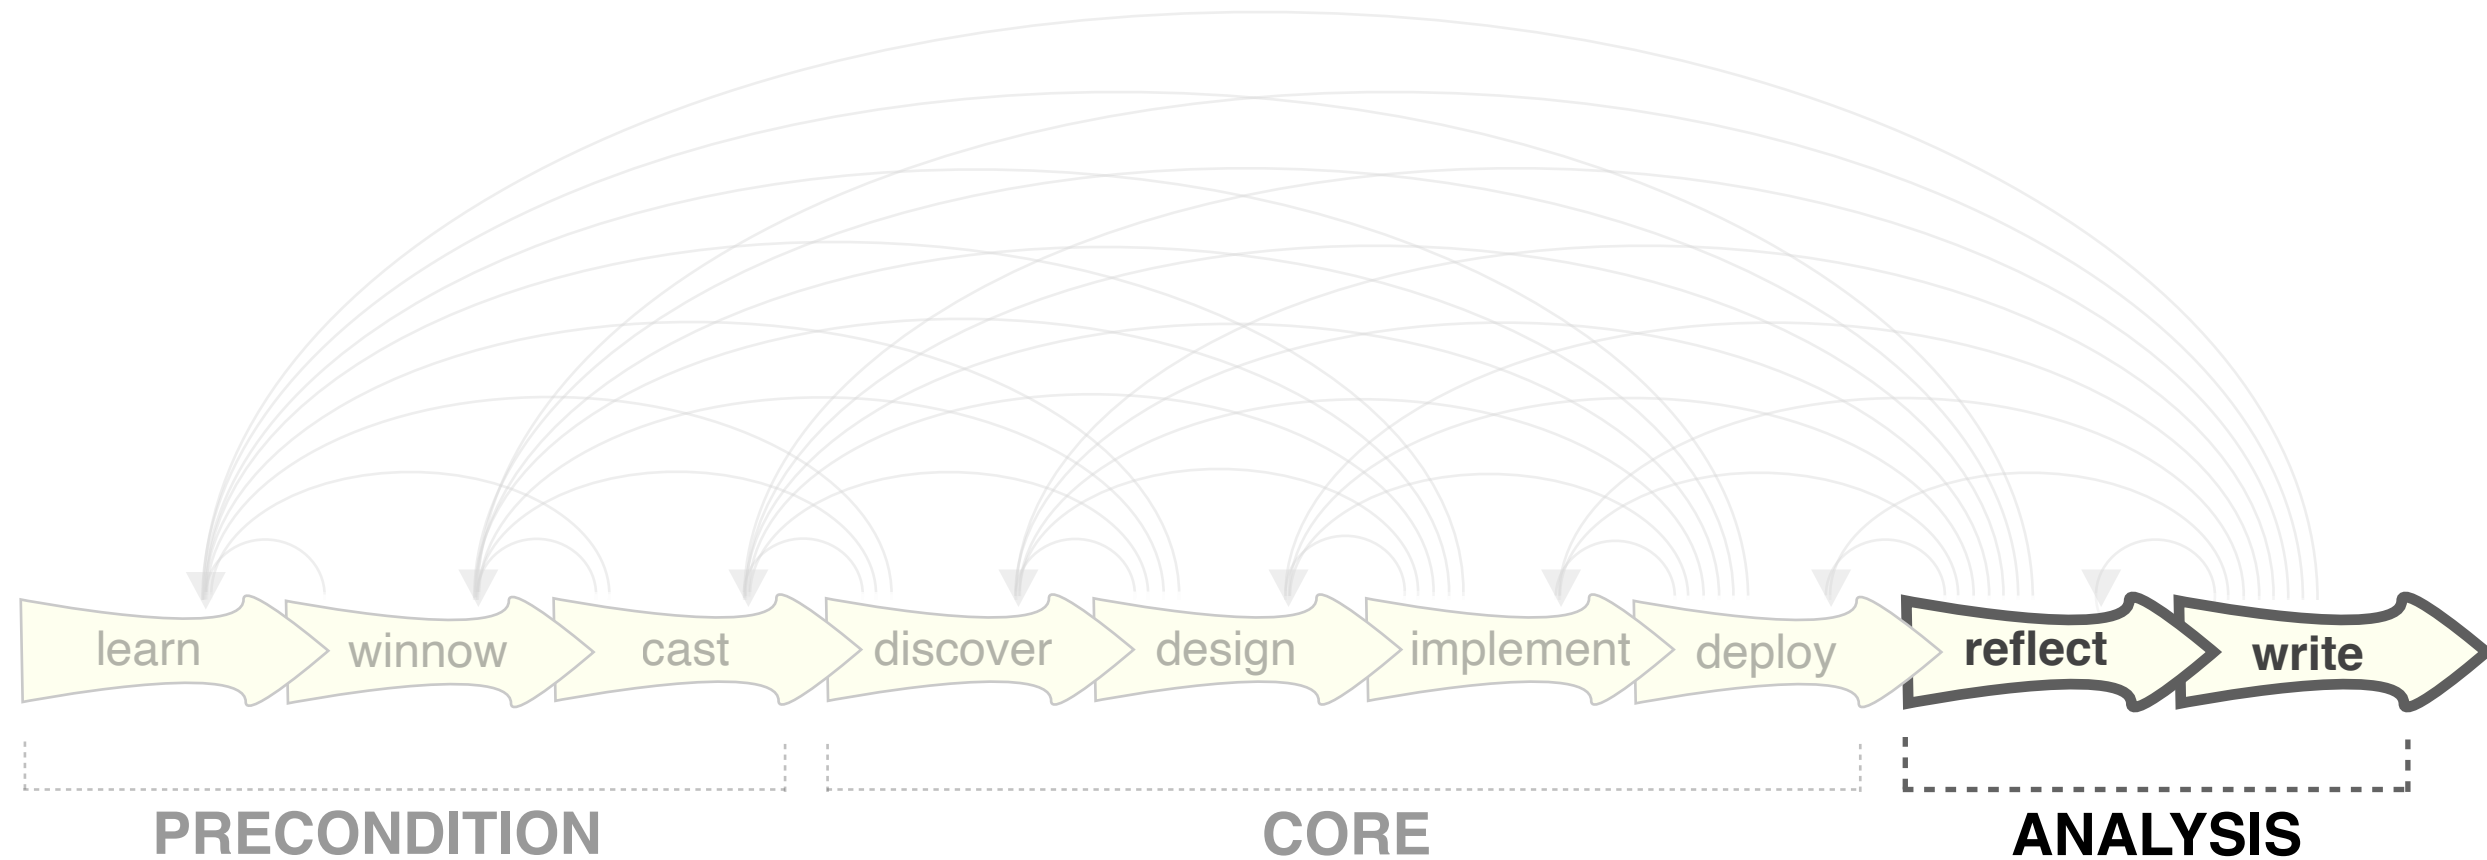 learn winnow cast discover design implement deploy reflect write
PRECONDITION CORE ANALYSIS